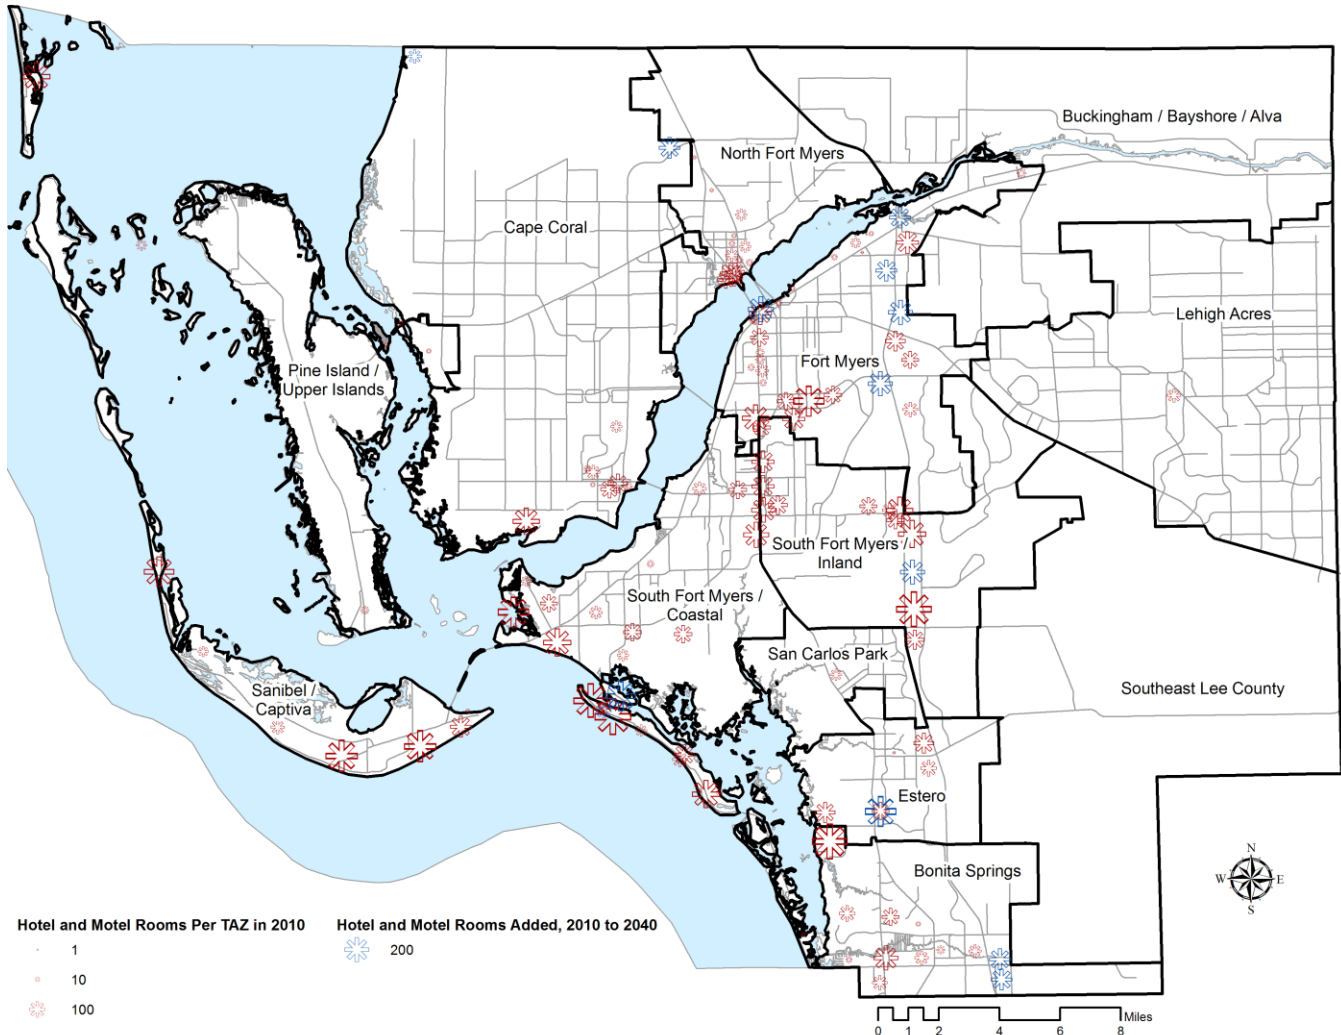 Buckingham / Bayshore / Alva
North Fort Myers
Cape Coral
Lehigh Acres
Pine Island /
Upper Islands
Fort Myers
South Fort Myers /
Inland
South Fort Myers /
Coastal
San Carlos Park
Sanibel /
Captiva
Southeast Lee County
Estero
Bonita Springs
N
W
E
S
Hotel and Motel Rooms Per TAZ in 2010
1
10
100
Hotel and Motel Rooms Added, 2010 to 2040
200
Miles
0 1 2 4 6 8